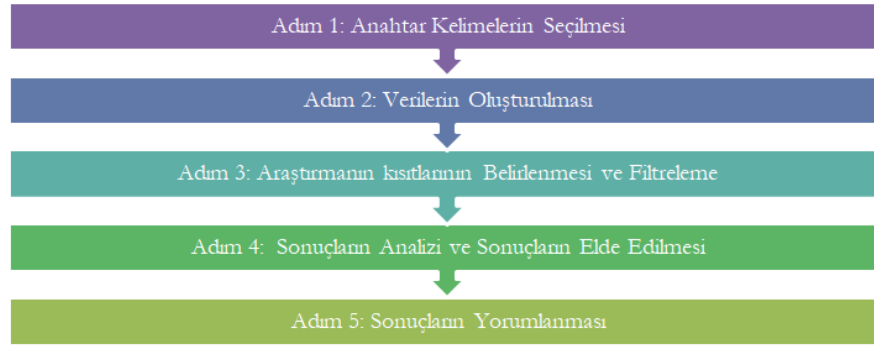 Adım 1: Anahtar Kelimelerin Seçilmesi
Adım 2: Verilerin Oluşturulması
Adım 3: Araştırmanın kısıtlarının Belirlenmesi ve Filtreleme
Adım 4: Sonuçların Analizi ve Sonuçların Elde Edilmesi
Adım 5: Sonuçların Yorumlanması